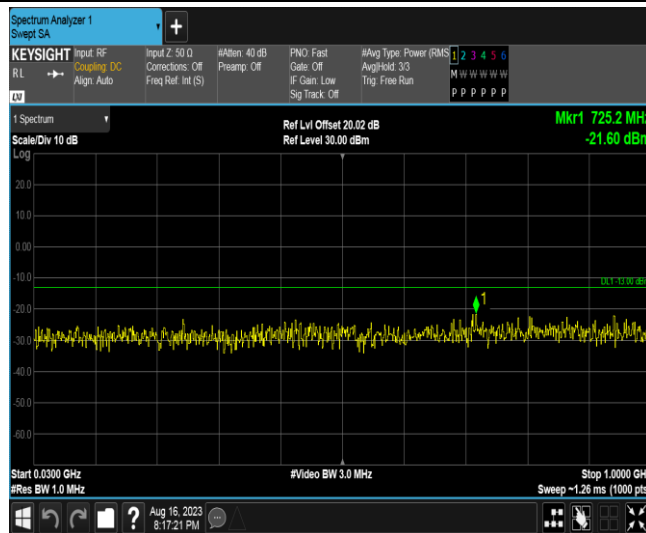 Spectrum Analyzer 1
Swept SA
+
KEYSIGHT
RL
LXI
Input: RF
Coupling: DC
Align: Auto
Input Z: 50 Ω
Corrections: Off
Freq Ref: Int (S)
#Atten: 40 dB
Preamp: Off
PNO: Fast
Gate: Off
IF Gain: Low
Sig Track: Off
#Avg Type: Power (RMS
Avg|Hold: 3/3
Trig: Free Run
1 2 3 4 5 6
M W W W W W
P P P P P P
1 Spectrum
Scale/Div 10 dB
Log
Ref Lvl Offset 20.02 dB
Ref Level 30.00 dBm
Mkr1 725.2 MHz
-21.60 dBm
20.0
10.0
0.00
-10.0
-20.0
-30.0
-40.0
-50.0
-60.0
DL1 -13.00 dBm
1
Start 0.0300 GHz
#Res BW 1.0 MHz
#Video BW 3.0 MHz
Stop 1.0000 GH
Sweep ~1.26 ms (1000 pts
?
Aug 16, 2023
8:17:21 PM